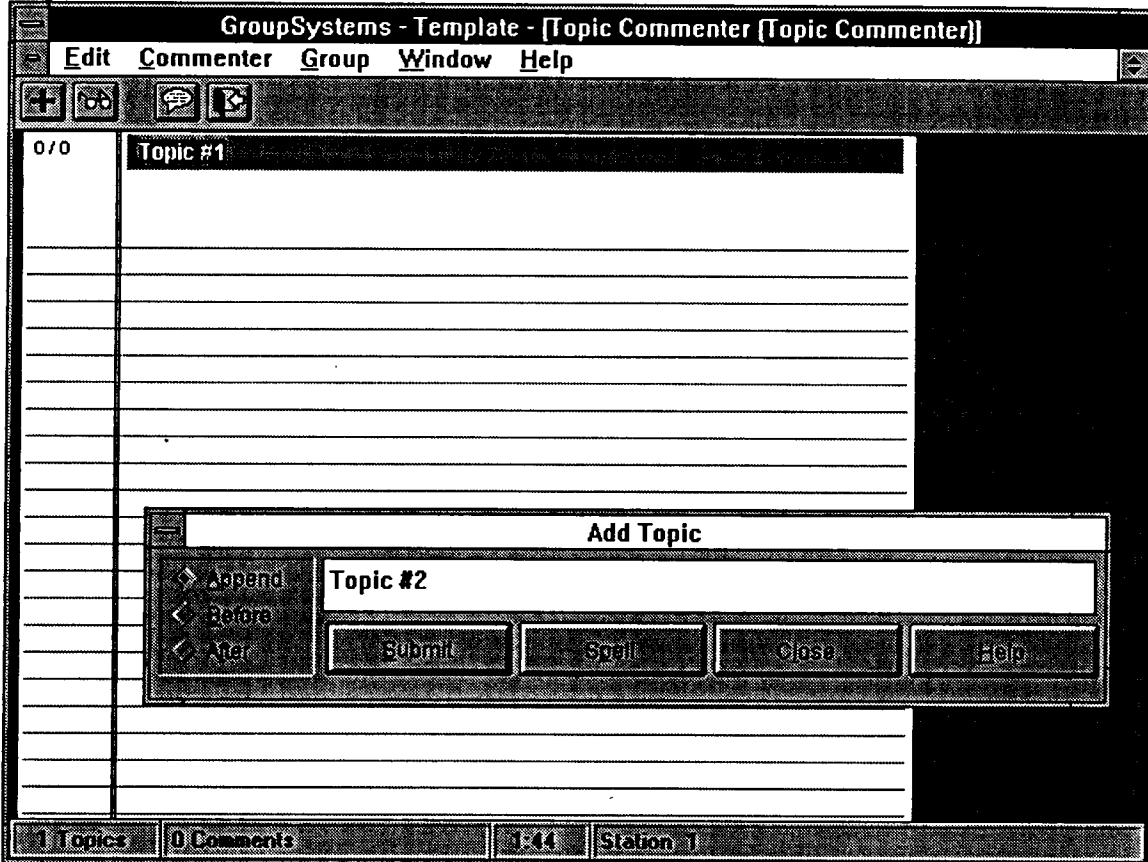 GroupSystems - Template - [Topic Commenter [Topic Commenter]]
Edit Commenter Group Window Help
0/0 Topic #1
Add Topic
Append
Before
After
Topic #2
Submit Spell Close Help
1 Topics 0 Comments 1:44 Station 1